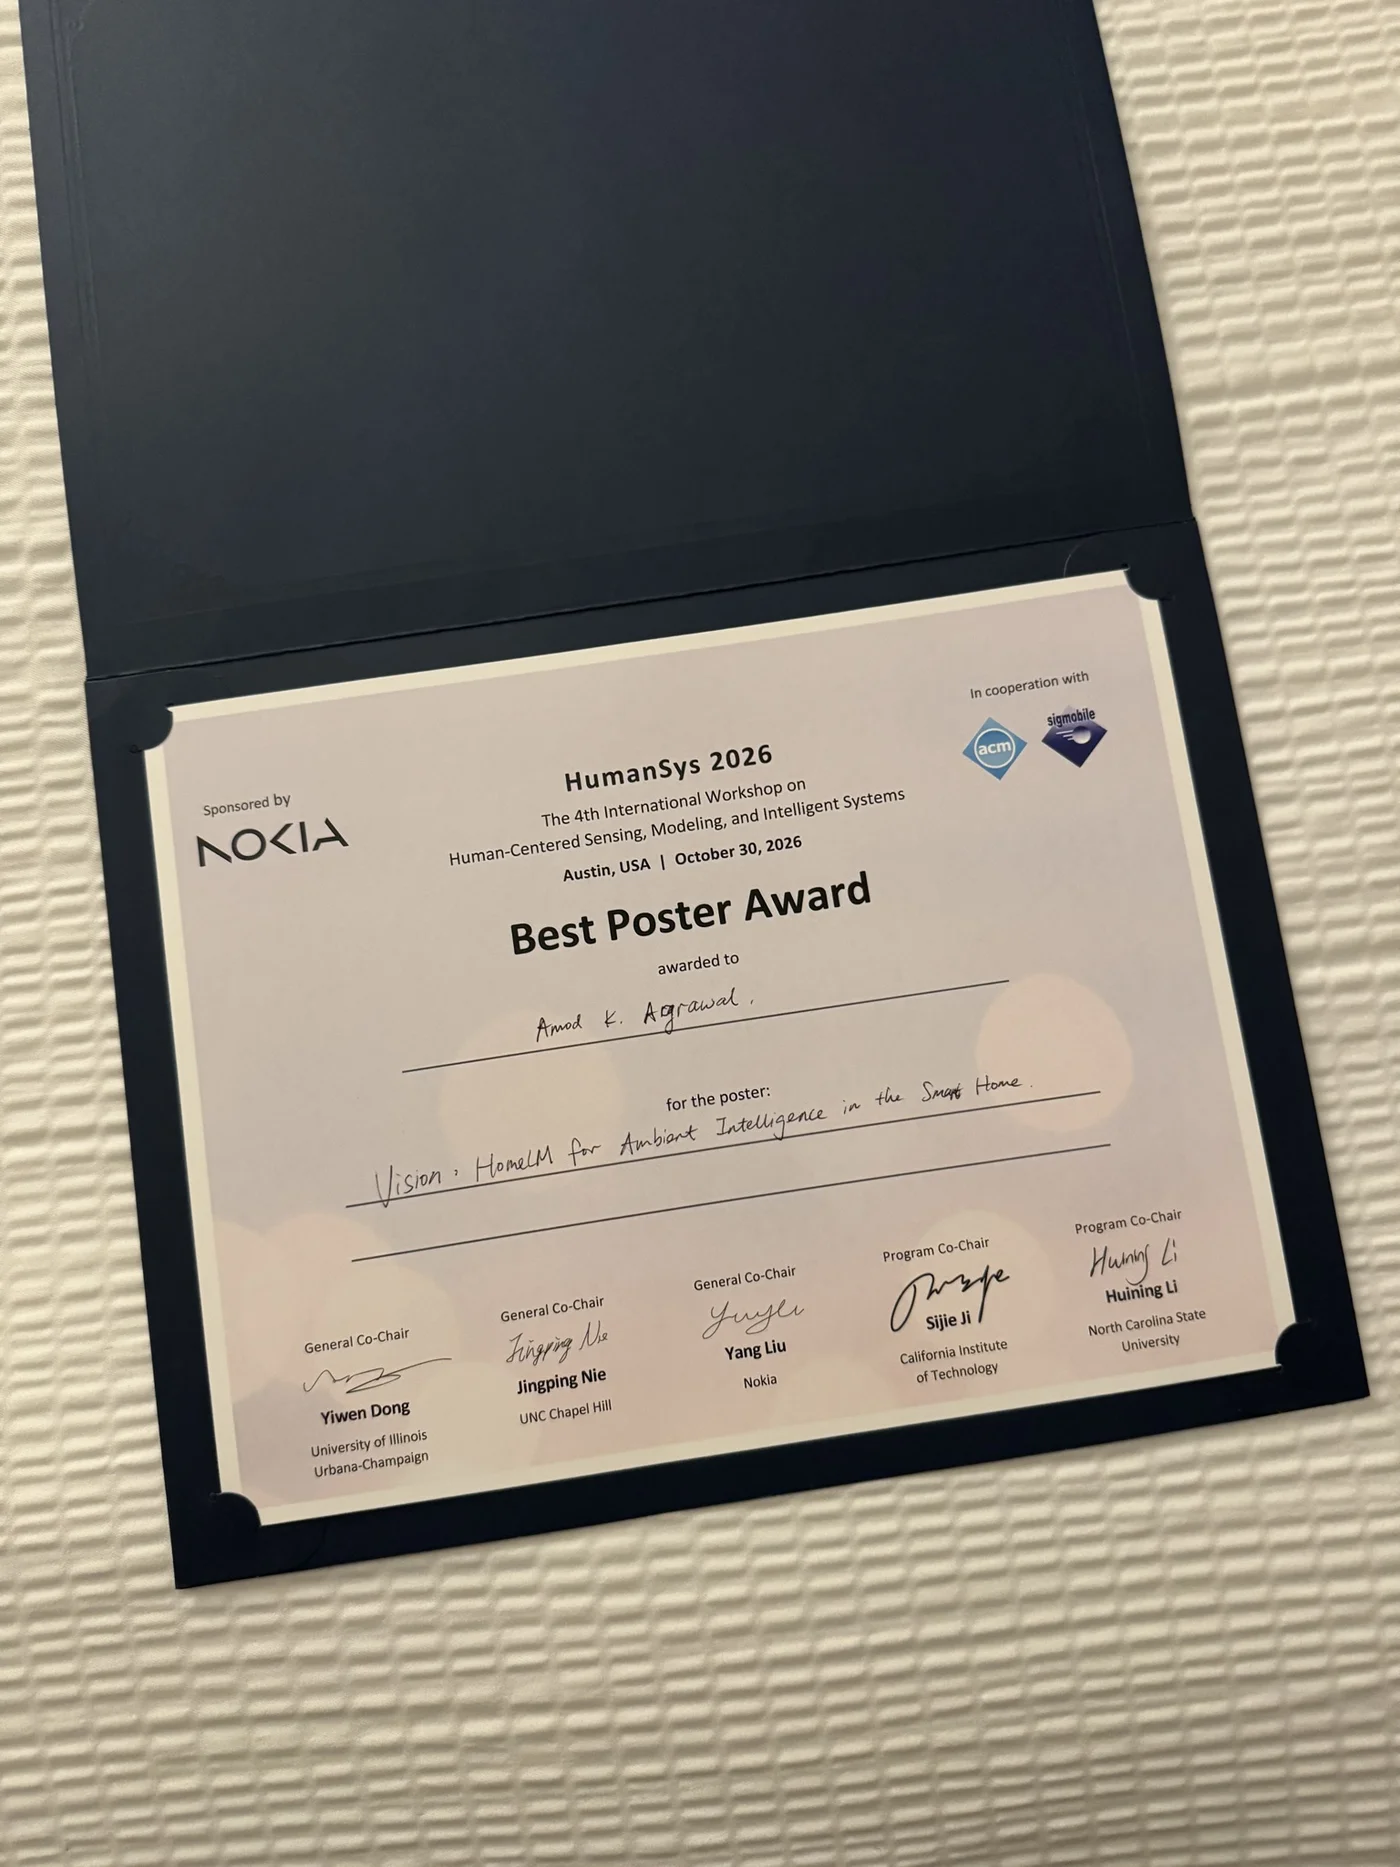 Sponsored by
NOKIA
In cooperation with
acm
sigmobile
HumanSys 2026
The 4th International Workshop on
Human-Centered Sensing, Modeling, and Intelligent Systems
Austin, USA | October 30, 2026
Best Poster Award
awarded to
Amod K. Agrawal.
for the poster:
Vision: HomeLM for Ambient Intelligence in the Smart Home.
General Co-Chair
Yiwen Dong
University of Illinois
Urbana-Champaign
General Co-Chair
Jingping Nie
Jingping Nie
UNC Chapel Hill
General Co-Chair
Yang Liu
Nokia
Program Co-Chair
Sijie Ji
California Institute
of Technology
Program Co-Chair
Huining Li
Huining Li
North Carolina State
University